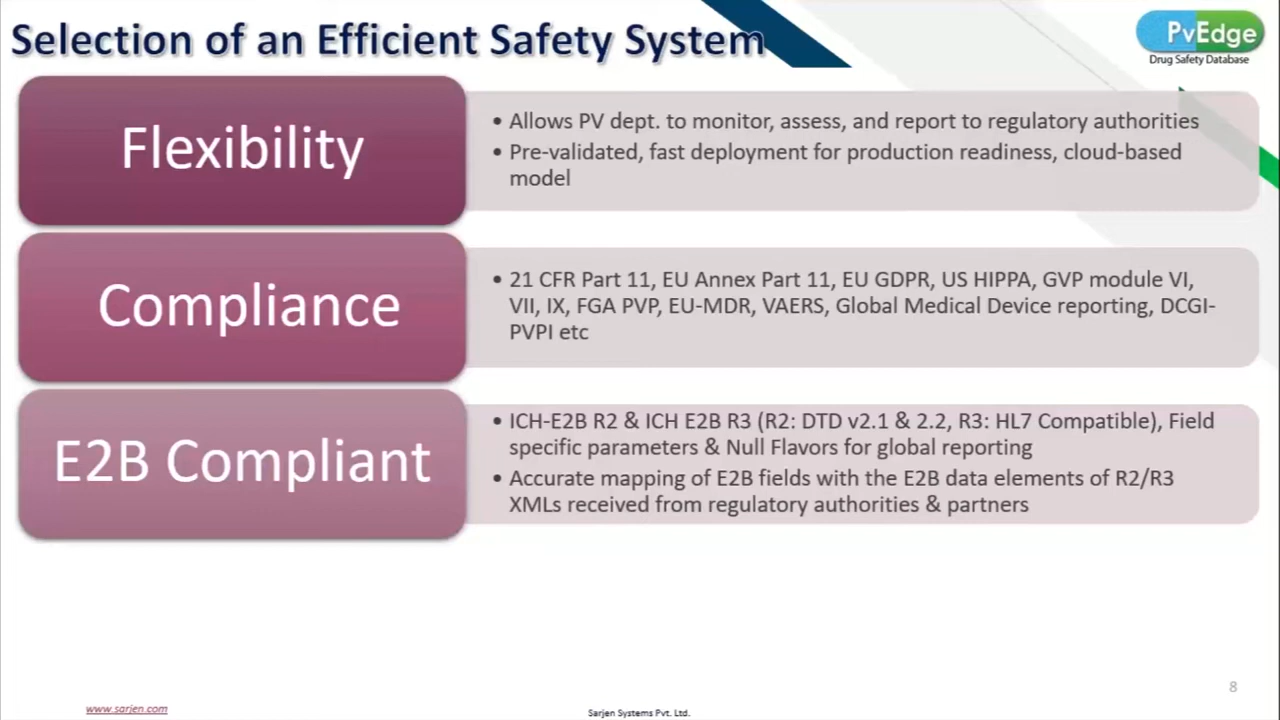 Selection of an Efficient Safety System
PvEdge
Drug Safety Database
Flexibility
• Allows PV dept. to monitor, assess, and report to regulatory authorities
• Pre-validated, fast deployment for production readiness, cloud-based
model
Compliance
• 21 CFR Part 11, EU Annex Part 11, EU GDPR, US HIPPA, GVP module VI,
VII, IX, FGA PVP, EU-MDR, VAERS, Global Medical Device reporting, DCGI-
PVPI etc
E2B Compliant
• ICH-E2B R2 & ICH E2B R3 (R2: DTD v2.1 & 2.2, R3: HL7 Compatible), Field
specific parameters & Null Flavors for global reporting
• Accurate mapping of E2B fields with the E2B data elements of R2/R3
XMLs received from regulatory authorities & partners
8
www.sarjen.com
Sarjen Systems Pvt. Ltd.